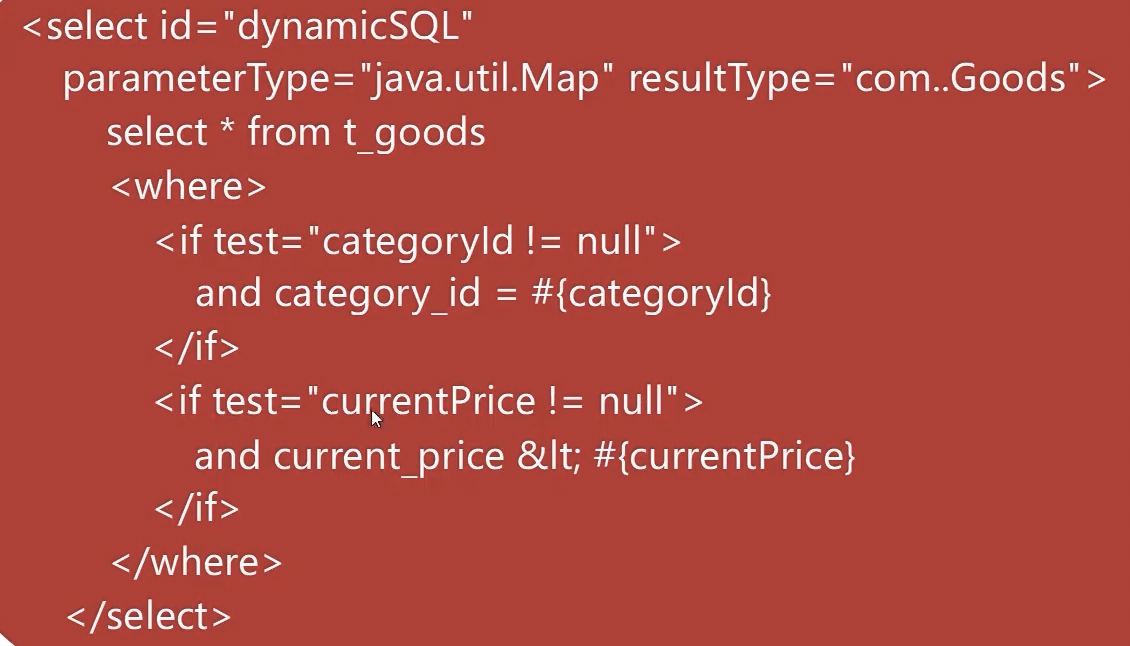 <select id="dynamicSQL"
parameterType="java.util.Map" resultType="com..Goods">
select * from t_goods
<where>
<if test="categoryId != null">
and category_id = #{categoryId}
</if>
<if test="currentPrice != null">
and current_price &lt; #{currentPrice}
</if>
</where>
</select>